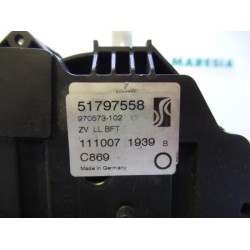 MARESIA
51797558
970573-102
ZV LL BFT
111007 1939 B
C869
Made in Germany